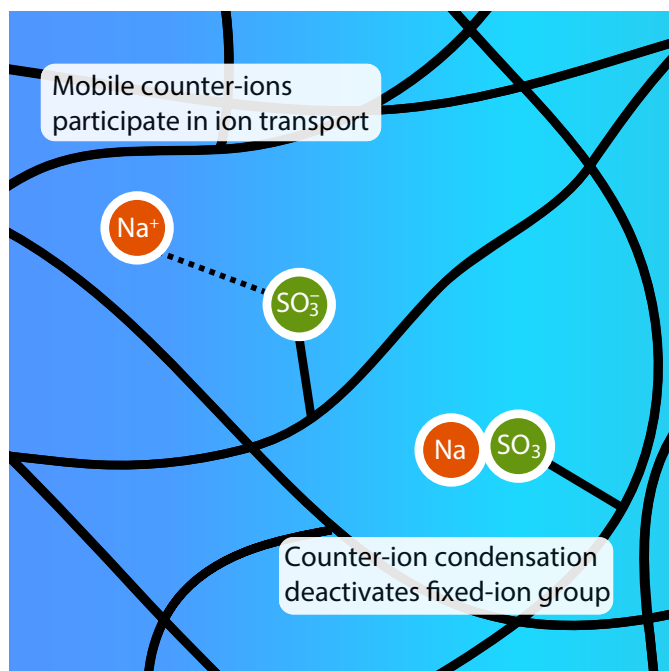 Mobile counter-ions
participate in ion transport
Na⁺
SO₃⁻
Na
SO₃
Counter-ion condensation
deactivates fixed-ion group